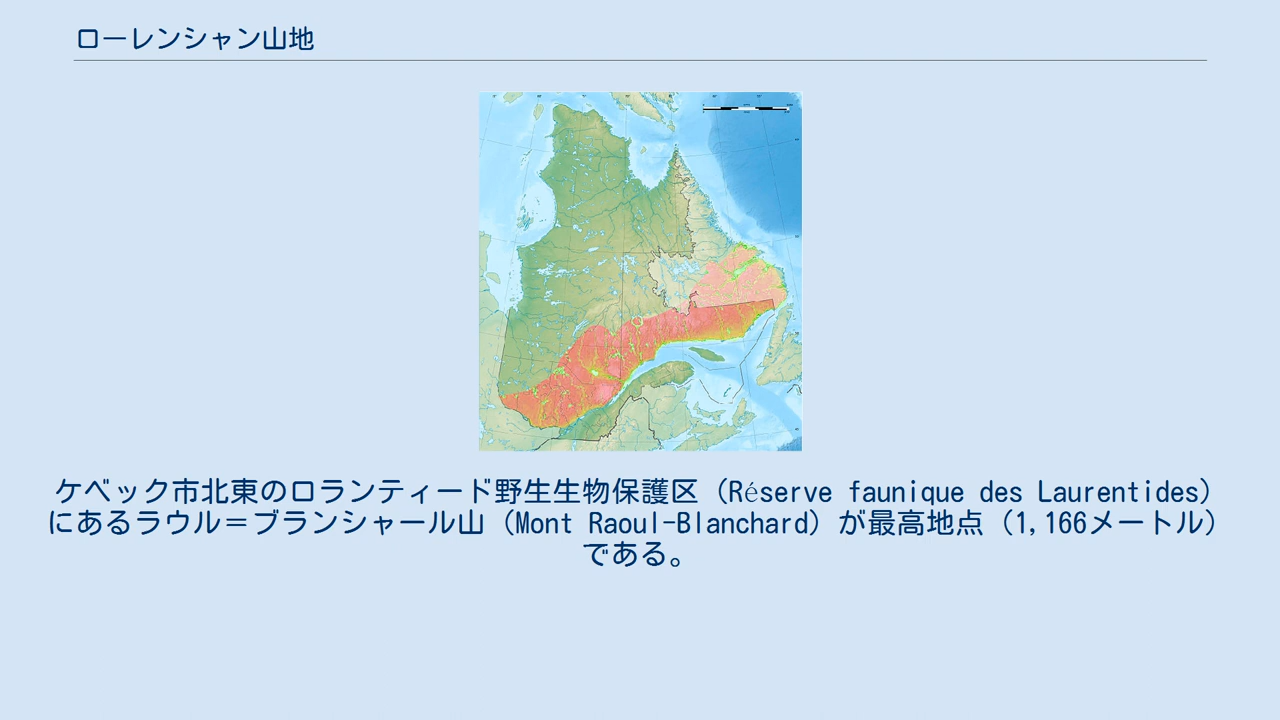 ローレンシャン山地
ケベック市北東のロランティード野生生物保護区（Réserve faunique des Laurentides）
にあるラウル＝ブランシャール山（Mont Raoul-Blanchard）が最高地点（1,166メートル）
である。